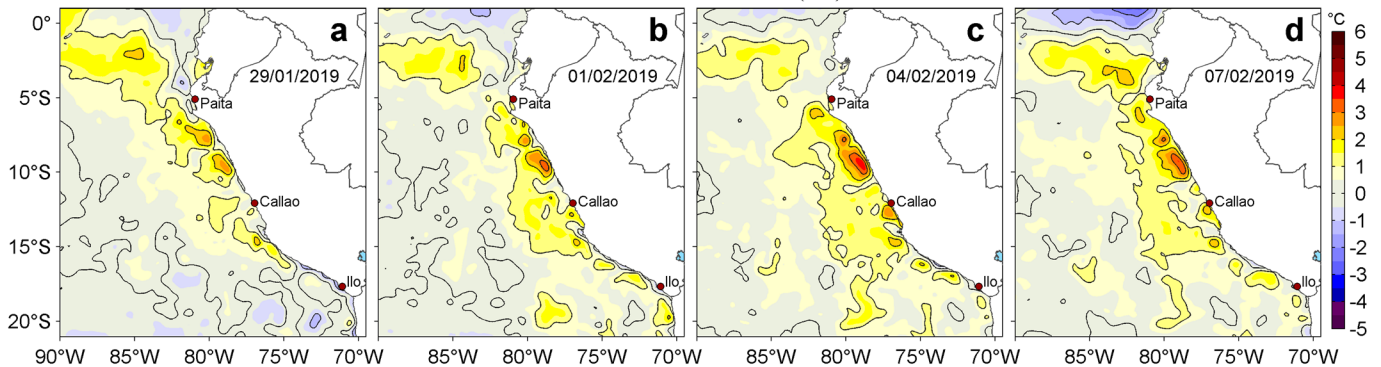 a
b
c
d
°C
0°
5°S
10°S
15°S
20°S
29/01/2019
01/02/2019
04/02/2019
07/02/2019
Paita
Paita
Paita
Paita
Callao
Callao
Callao
Callao
Ilo
Ilo
Ilo
Ilo
90°W
85°W
80°W
75°W
70°W
85°W
80°W
75°W
70°W
85°W
80°W
75°W
70°W
85°W
80°W
75°W
70°W
6
5
4
3
2
1
0
-1
-2
-3
-4
-5